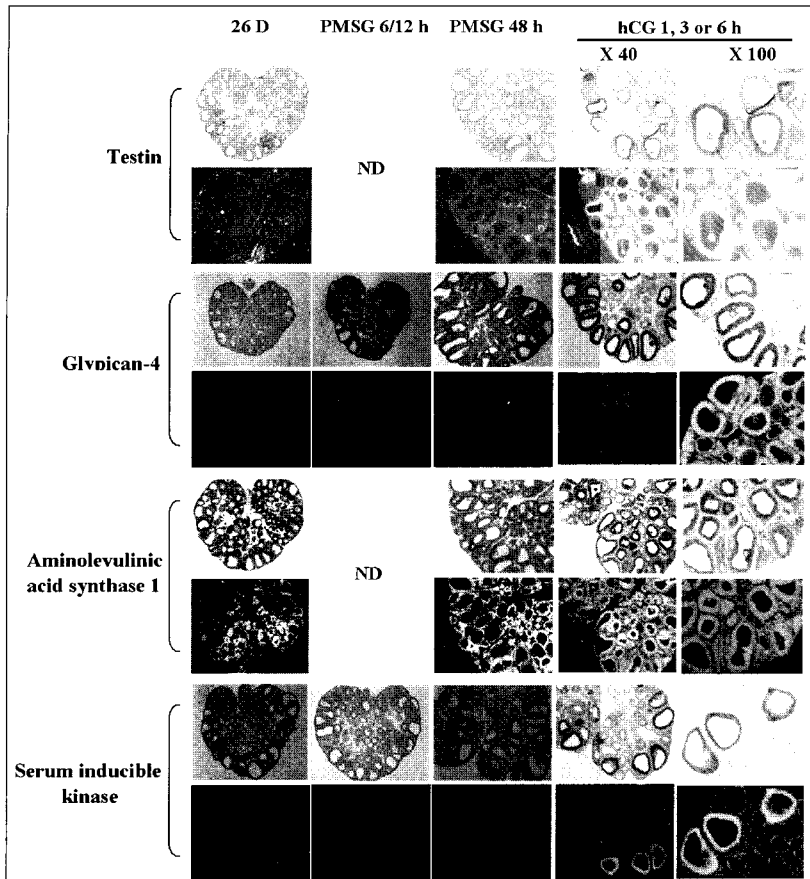 26 D PMSG 6/12 h PMSG 48 h hCG 1, 3 or 6 h
X 40 X 100
Testin
ND
Glypican-4
Aminolevulinic
acid synthase 1
ND
Serum inducible
kinase